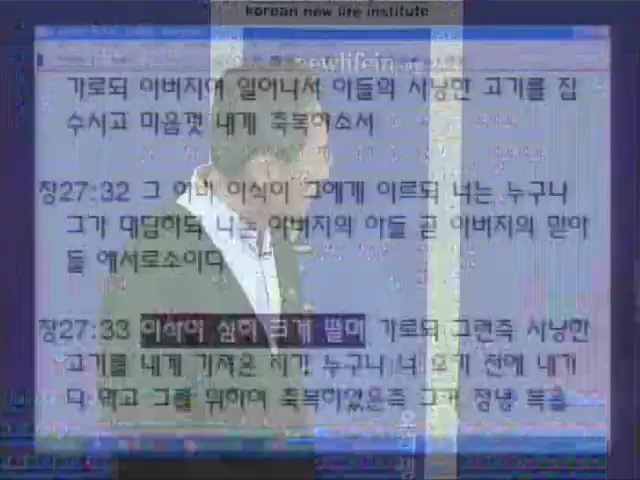 korean new life institute
newlifein
가로되 아버지여 일어나서 아들의 사냥한 고기를 잡
수시고 마음껏 내게 축복하소서
창27:32 그 아비 이삭이 그에게 이르되 너는 누구냐
그가 대답하되 나는 아버지의 아들 곧 아버지의 맏아
들 에서로소이다
창27:33 이삭이 심히 크게 떨며 가로되 그런즉 사냥한
고기를 내게 가져온 자가 누구냐 너 오기 전에 내가
다 먹고 그를 위하여 축복하였은즉 그가 정녕 복을